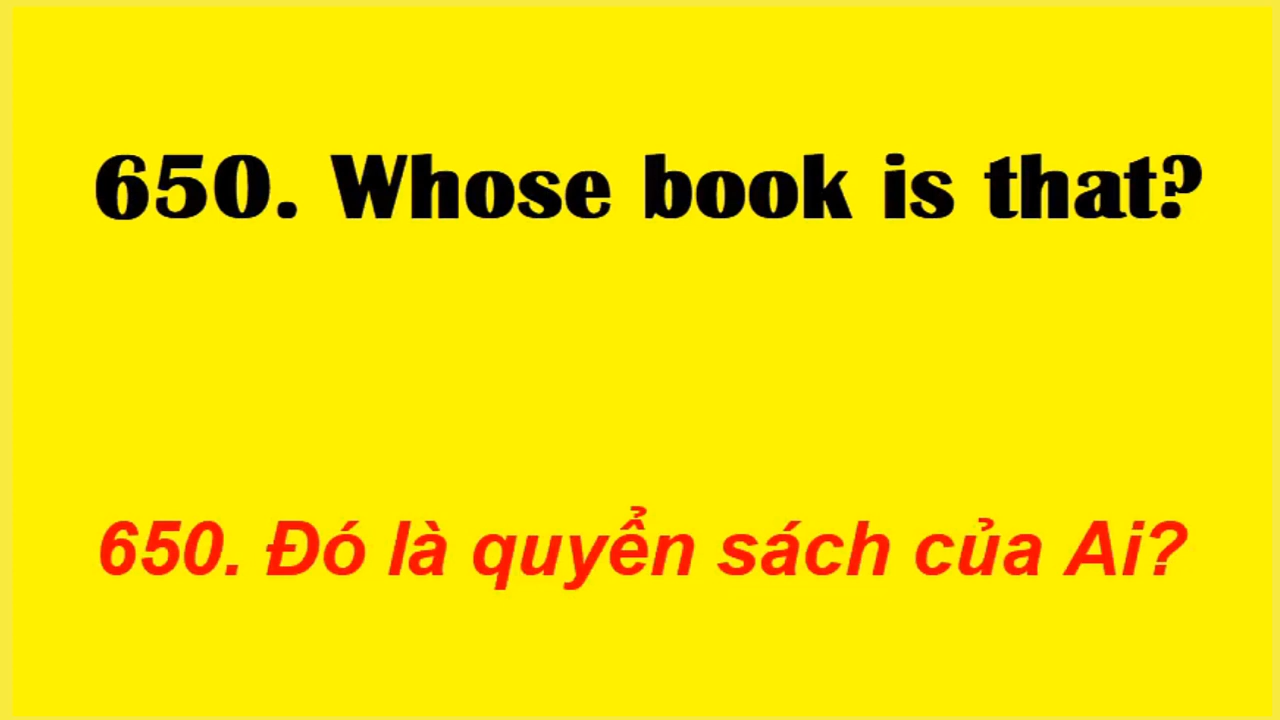 650. Whose book is that?
650. Đó là quyển sách của Ai?